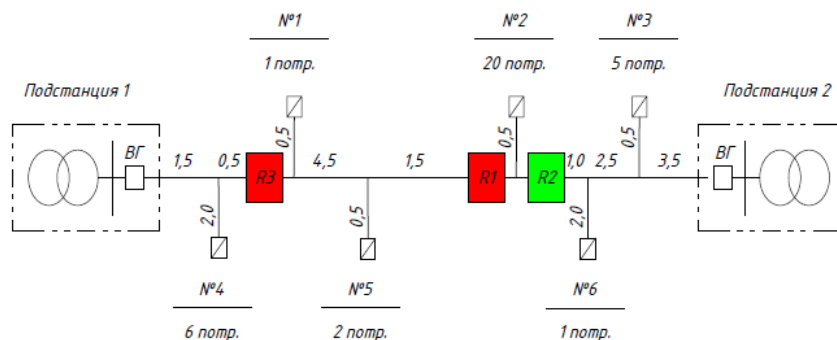 №1
1 потр.
№2
20 потр.
№3
5 потр.
Подстанция 1
Подстанция 2
ВГ
1,5
0,5
R3
0,5
4,5
1,5
R1
0,5
R2
1,0
2,5
0,5
3,5
ВГ
2,0
0,5
2,0
№4
6 потр.
№5
2 потр.
№6
1 потр.